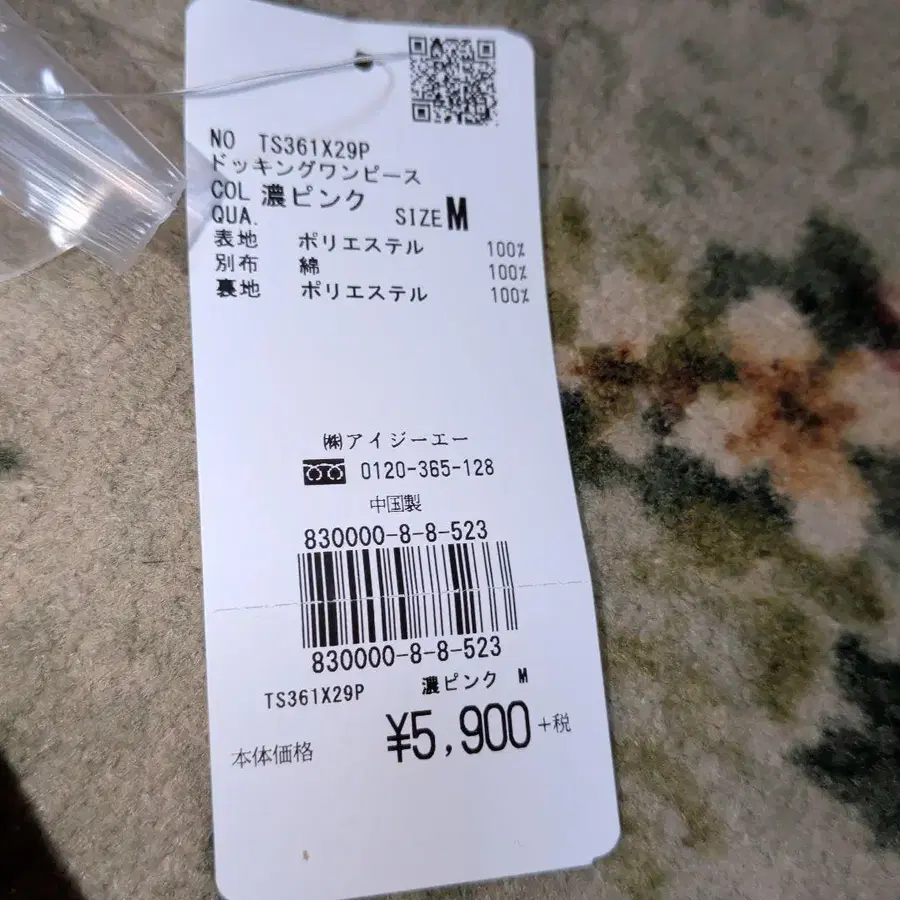 NO TS361X29P
ドッキングワンピース
COL 濃ピンク
QUA. SIZE M
表地 ポリエステル 100%
別布 綿 100%
裏地 ポリエステル 100%
㈱アイジーエー
0120-365-128
中国製
830000-8-8-523
830000-8-8-523
TS361X29P 濃ピンク M
本体価格 ¥5,900+税